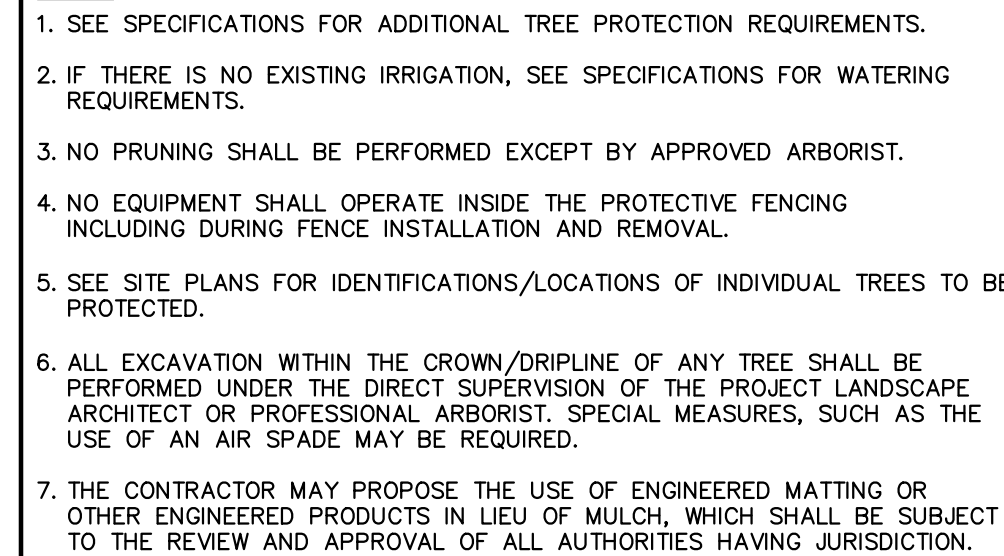 1. SEE SPECIFICATIONS FOR ADDITIONAL TREE PROTECTION REQUIREMENTS.
2. IF THERE IS NO EXISTING IRRIGATION, SEE SPECIFICATIONS FOR WATERING
REQUIREMENTS.
3. NO PRUNING SHALL BE PERFORMED EXCEPT BY APPROVED ARBORIST.
4. NO EQUIPMENT SHALL OPERATE INSIDE THE PROTECTIVE FENCING
INCLUDING DURING FENCE INSTALLATION AND REMOVAL.
5. SEE SITE PLANS FOR IDENTIFICATIONS/LOCATIONS OF INDIVIDUAL TREES TO BE
PROTECTED.
6. ALL EXCAVATION WITHIN THE CROWN/DRIPLINE OF ANY TREE SHALL BE
PERFORMED UNDER THE DIRECT SUPERVISION OF THE PROJECT LANDSCAPE
ARCHITECT OR PROFESSIONAL ARBORIST. SPECIAL MEASURES, SUCH AS THE
USE OF AN AIR SPADE MAY BE REQUIRED.
7. THE CONTRACTOR MAY PROPOSE THE USE OF ENGINEERED MATTING OR
OTHER ENGINEERED PRODUCTS IN LIEU OF MULCH, WHICH SHALL BE SUBJECT
TO THE REVIEW AND APPROVAL OF ALL AUTHORITIES HAVING JURISDICTION.